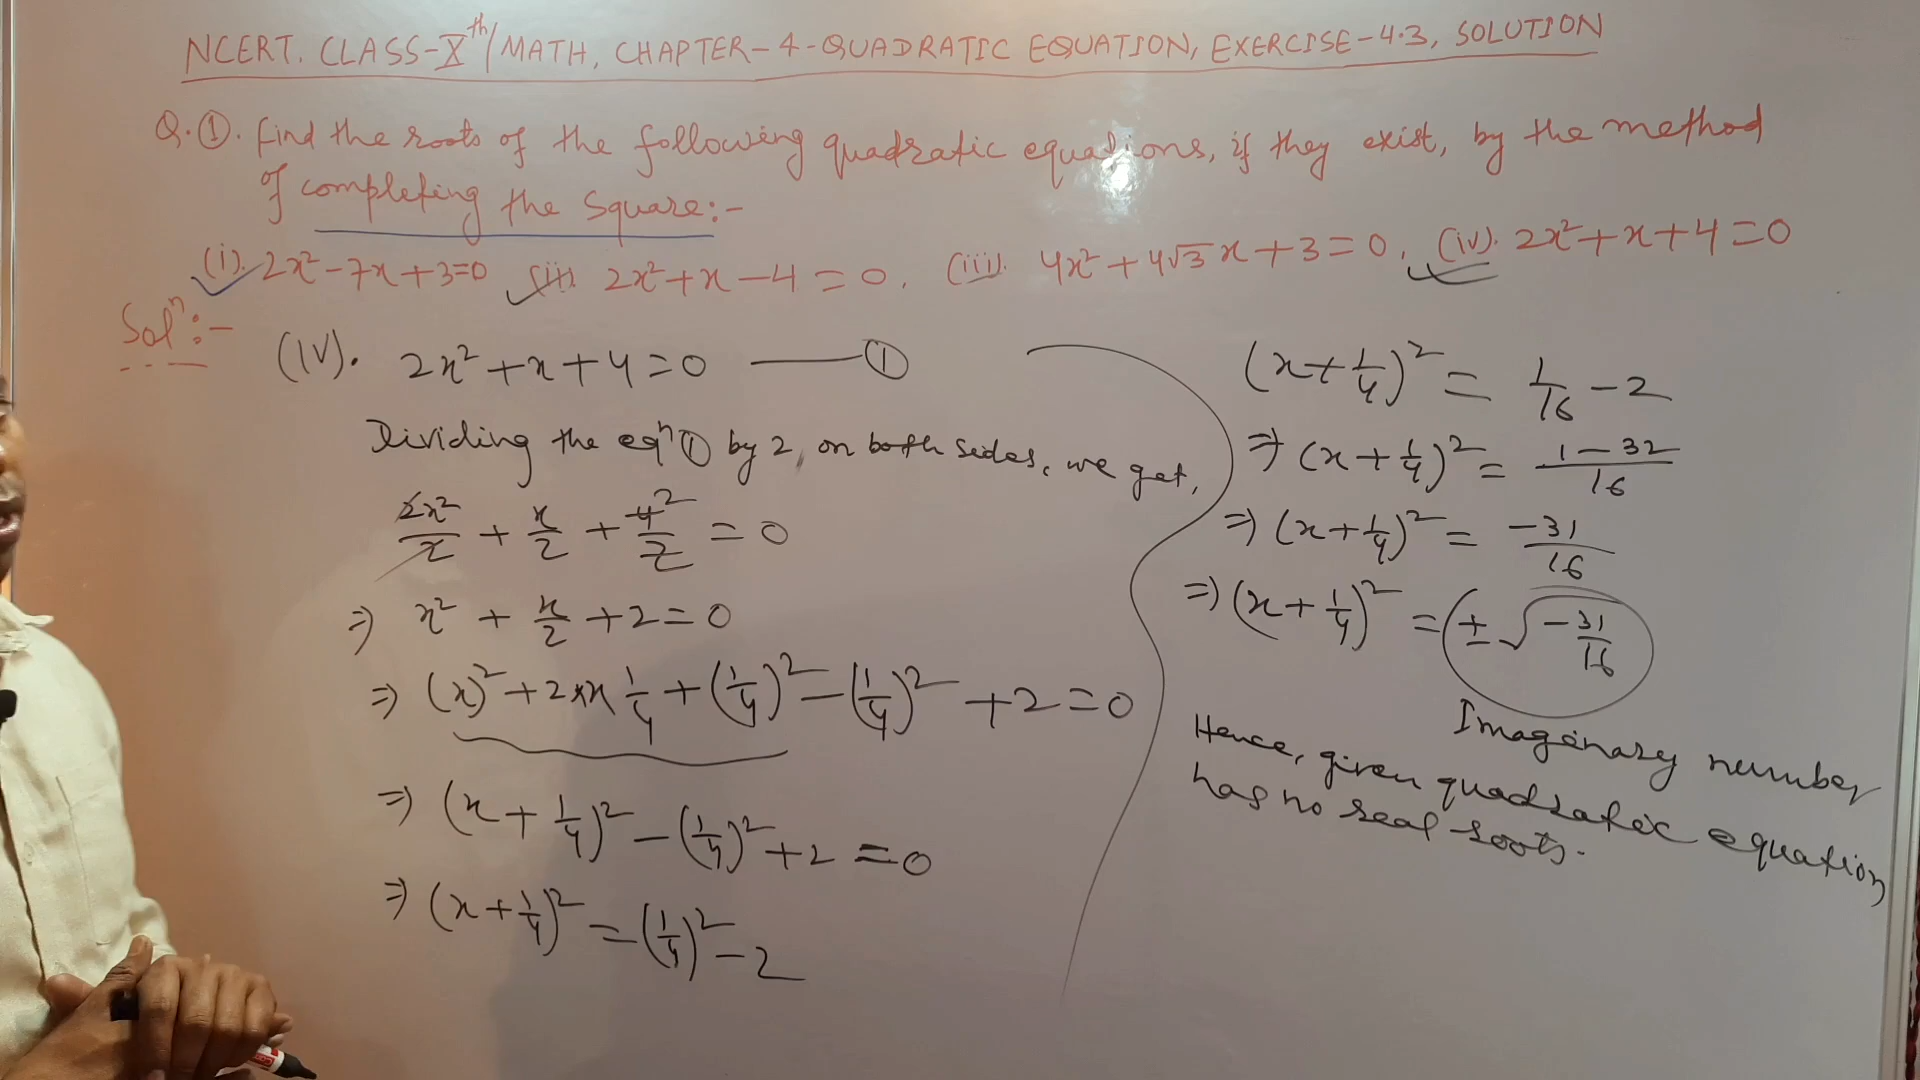 NCERT. CLASS-Xth/MATH, CHAPTER-4-QUADRATIC EQUATION, EXERCISE-4.3, SOLUTION
Q.①. find the roots of the following quadratic equations, if they exist, by the method
of completing the square:-
(i). 2x²-7x+3=0 (ii). 2x²+x-4=0, (iii). 4x²+4√3x+3=0, (iv). 2x²+x+4=0
Solⁿ:-
(iv). 2x²+x+4=0 —— ①
Dividing the eqⁿ ① by 2, on both sides, we get,
2x²/2 + x/2 + 4²/2 = 0
⇒ x² + x/2 + 2 = 0
⇒ (x)² + 2×x 1/4 + (1/4)² - (1/4)² + 2 = 0
⇒ (x + 1/4)² - (1/4)² + 2 = 0
⇒ (x + 1/4)² = (1/4)² - 2
(x + 1/4)² = 1/16 - 2
⇒ (x + 1/4)² = 1-32/16
⇒ (x + 1/4)² = -31/16
⇒ (x + 1/4)² = ± √-31/16
Imaginary number
Hence, given quadratic equation
has no real roots.